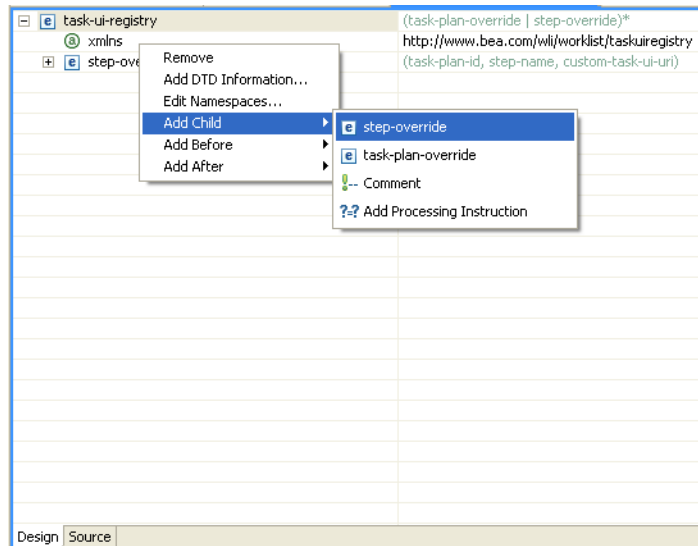 task-ui-registry (task-plan-override | step-override)*
xmlns http://www.bea.com/wli/worklist/taskuiregistry
step-ove (task-plan-id, step-name, custom-task-ui-uri)
Remove
Add DTD Information...
Edit Namespaces...
Add Child
Add Before
Add After
step-override
task-plan-override
Comment
Add Processing Instruction
Design Source